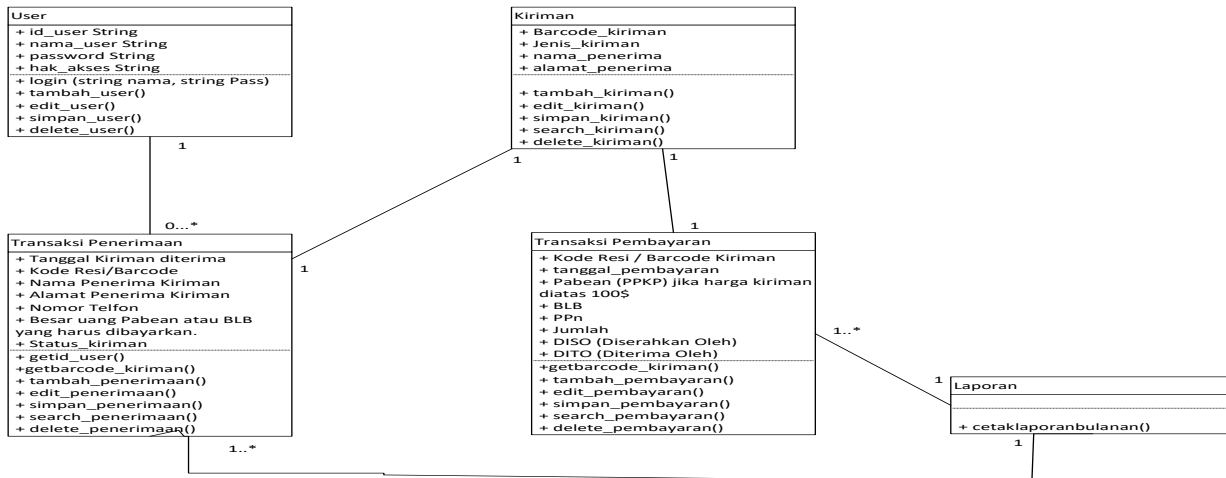 User
+ id_user String
+ nama_user String
+ password String
+ hak_akses String
+ login (string nama, string Pass)
+ tambah_user()
+ edit_user()
+ simpan_user()
+ delete_user()
1
0...*
Kiriman
+ Barcode_kiriman
+ Jenis_kiriman
+ nama_penerima
+ alamat_penerima
+ tambah_kiriman()
+ edit_kiriman()
+ simpan_kiriman()
+ search_kiriman()
+ delete_kiriman()
1
1
1
1
Transaksi Penerimaan
+ Tanggal Kiriman diterima
+ Kode Resi/Barcode
+ Nama Penerima Kiriman
+ Alamat Penerima Kiriman
+ Nomor Telfon
+ Besar uang Pabean atau BLB
yang harus dibayarkan.
+ Status_kiriman
+ getid_user()
+getbarcode_kiriman()
+ tambah_penerimaan()
+ edit_penerimaan()
+ simpan_penerimaan()
+ search_penerimaan()
+ delete_penerimaan()
1..*
Transaksi Pembayaran
+ Kode Resi / Barcode Kiriman
+ tanggal_pembayaran
+ Pabean (PPKP) jika harga kiriman
diatas 100$
+ BLB
+ PPn
+ Jumlah
+ DISO (Diserahkan Oleh)
+ DITO (Diterima Oleh)
+getbarcode_kiriman()
+ tambah_pembayaran()
+ edit_pembayaran()
+ simpan_pembayaran()
+ search_pembayaran()
+ delete_pembayaran()
1..*
1
Laporan
+ cetaklaporanbulanan()
1